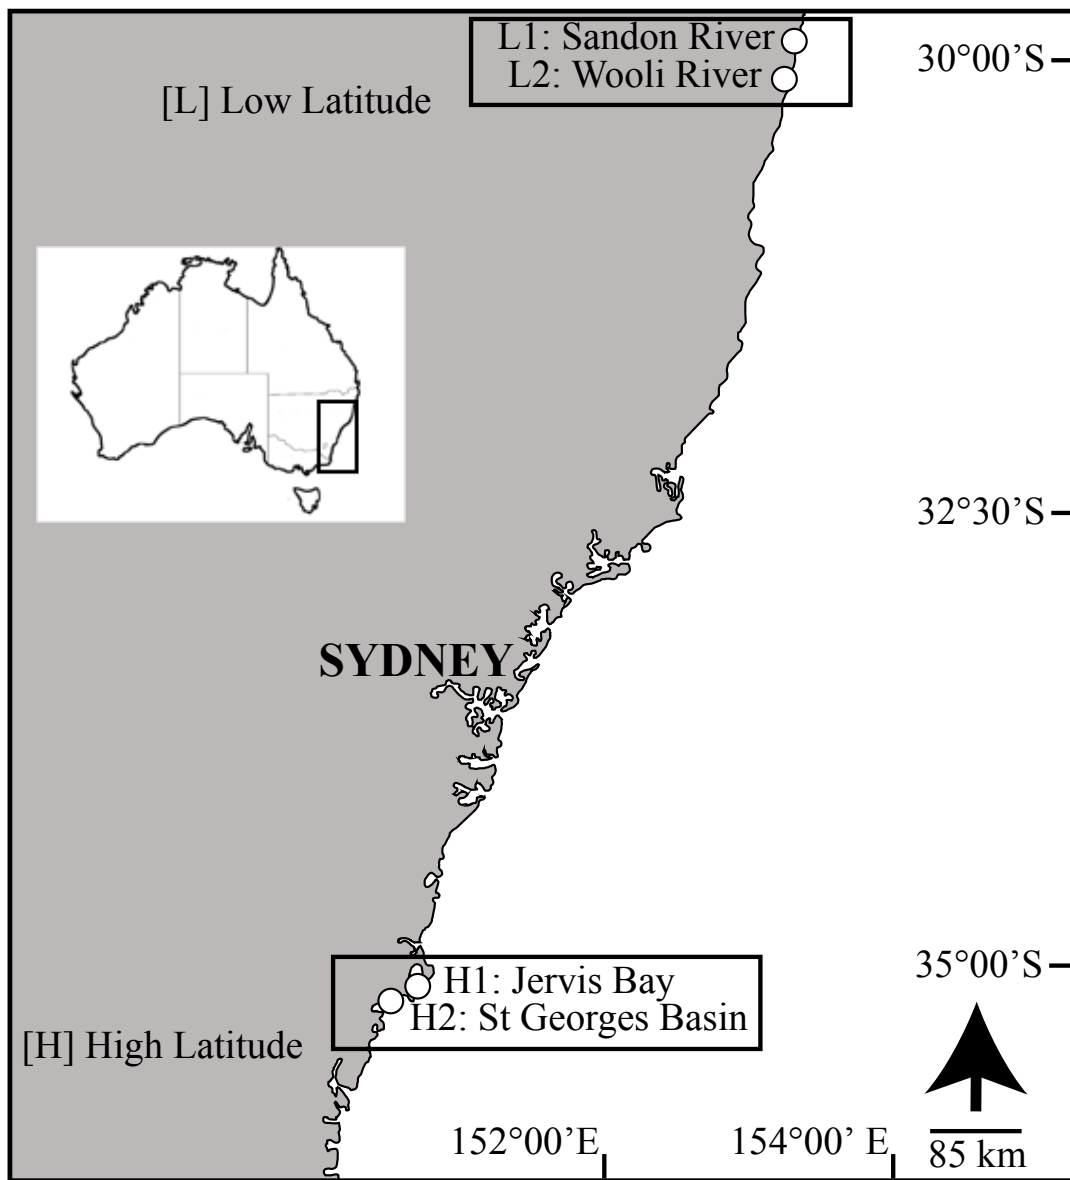 L1: Sandon River
30°00’S
L2: Wooli River
[L] Low Latitude
32°30’S
SYDNEY
35°00’S
H1: Jervis Bay
H2: St Georges Basin
[H] High Latitude
152°00’E
154°00’ E
85 km